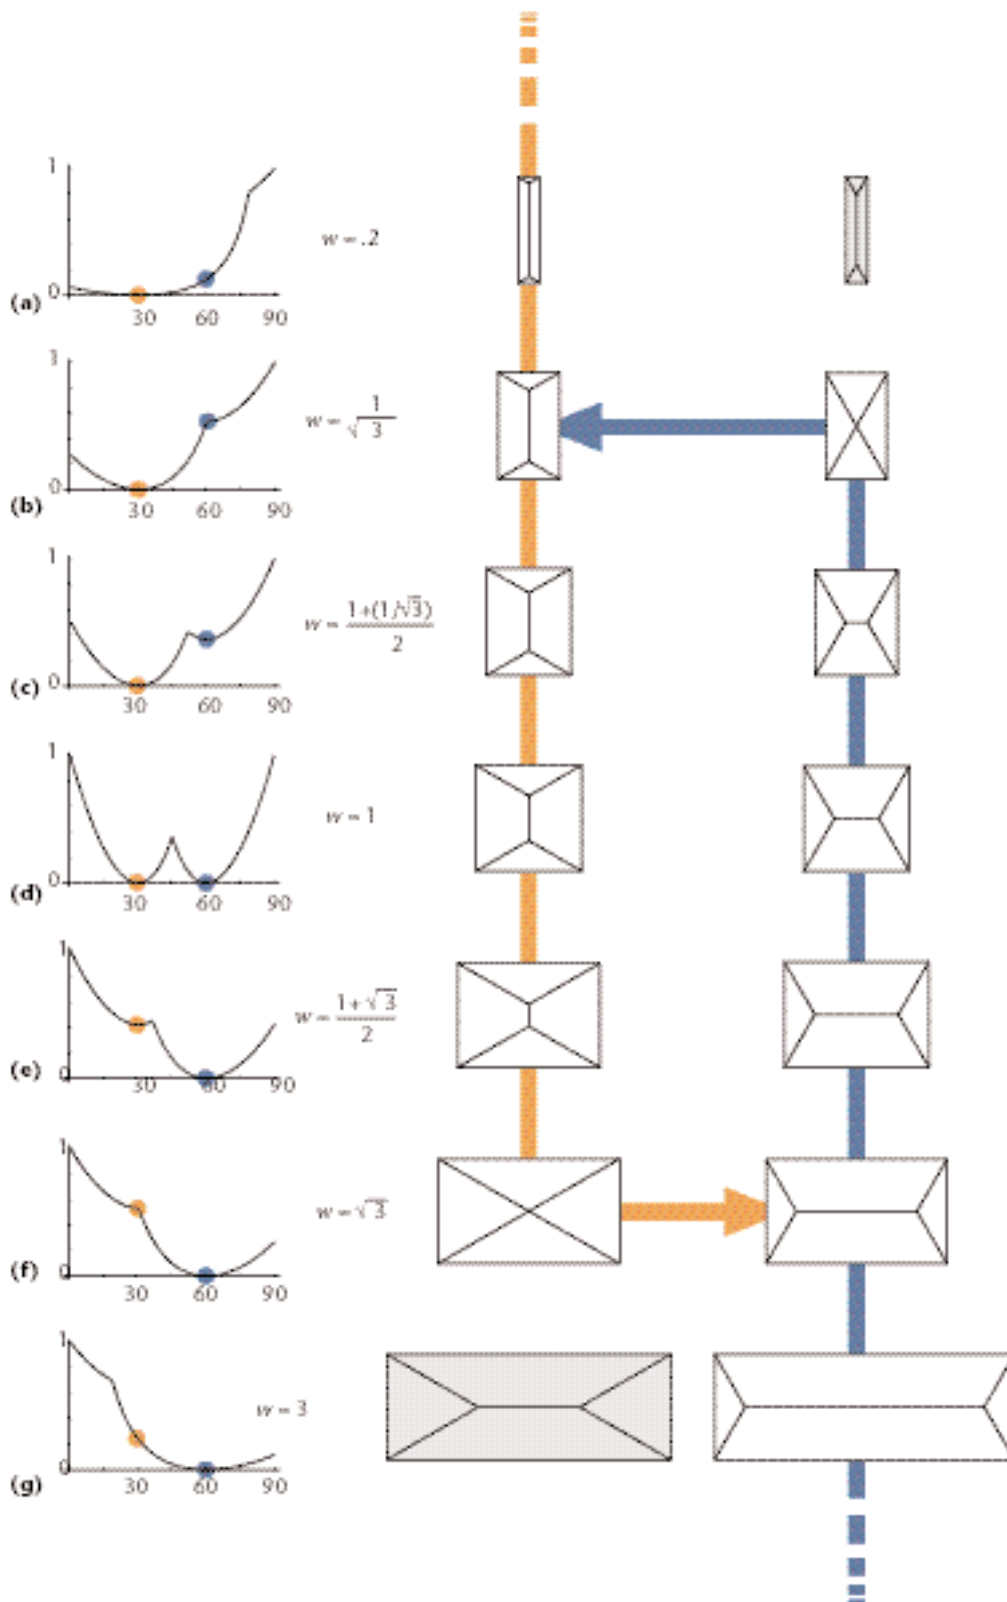 1
w = .2
0
(a)
30 60 90
3
w = 1/√3
0
(b)
30 60 90
1
w = 1+(1/√3)/2
0
(c)
30 60 90
1
w = 1
0
(d)
30 60 90
1
w = 1+√3/2
0
(e)
30 60 90
1
w = √3
0
(f)
30 60 90
1
w = 3
0
(g)
30 60 90